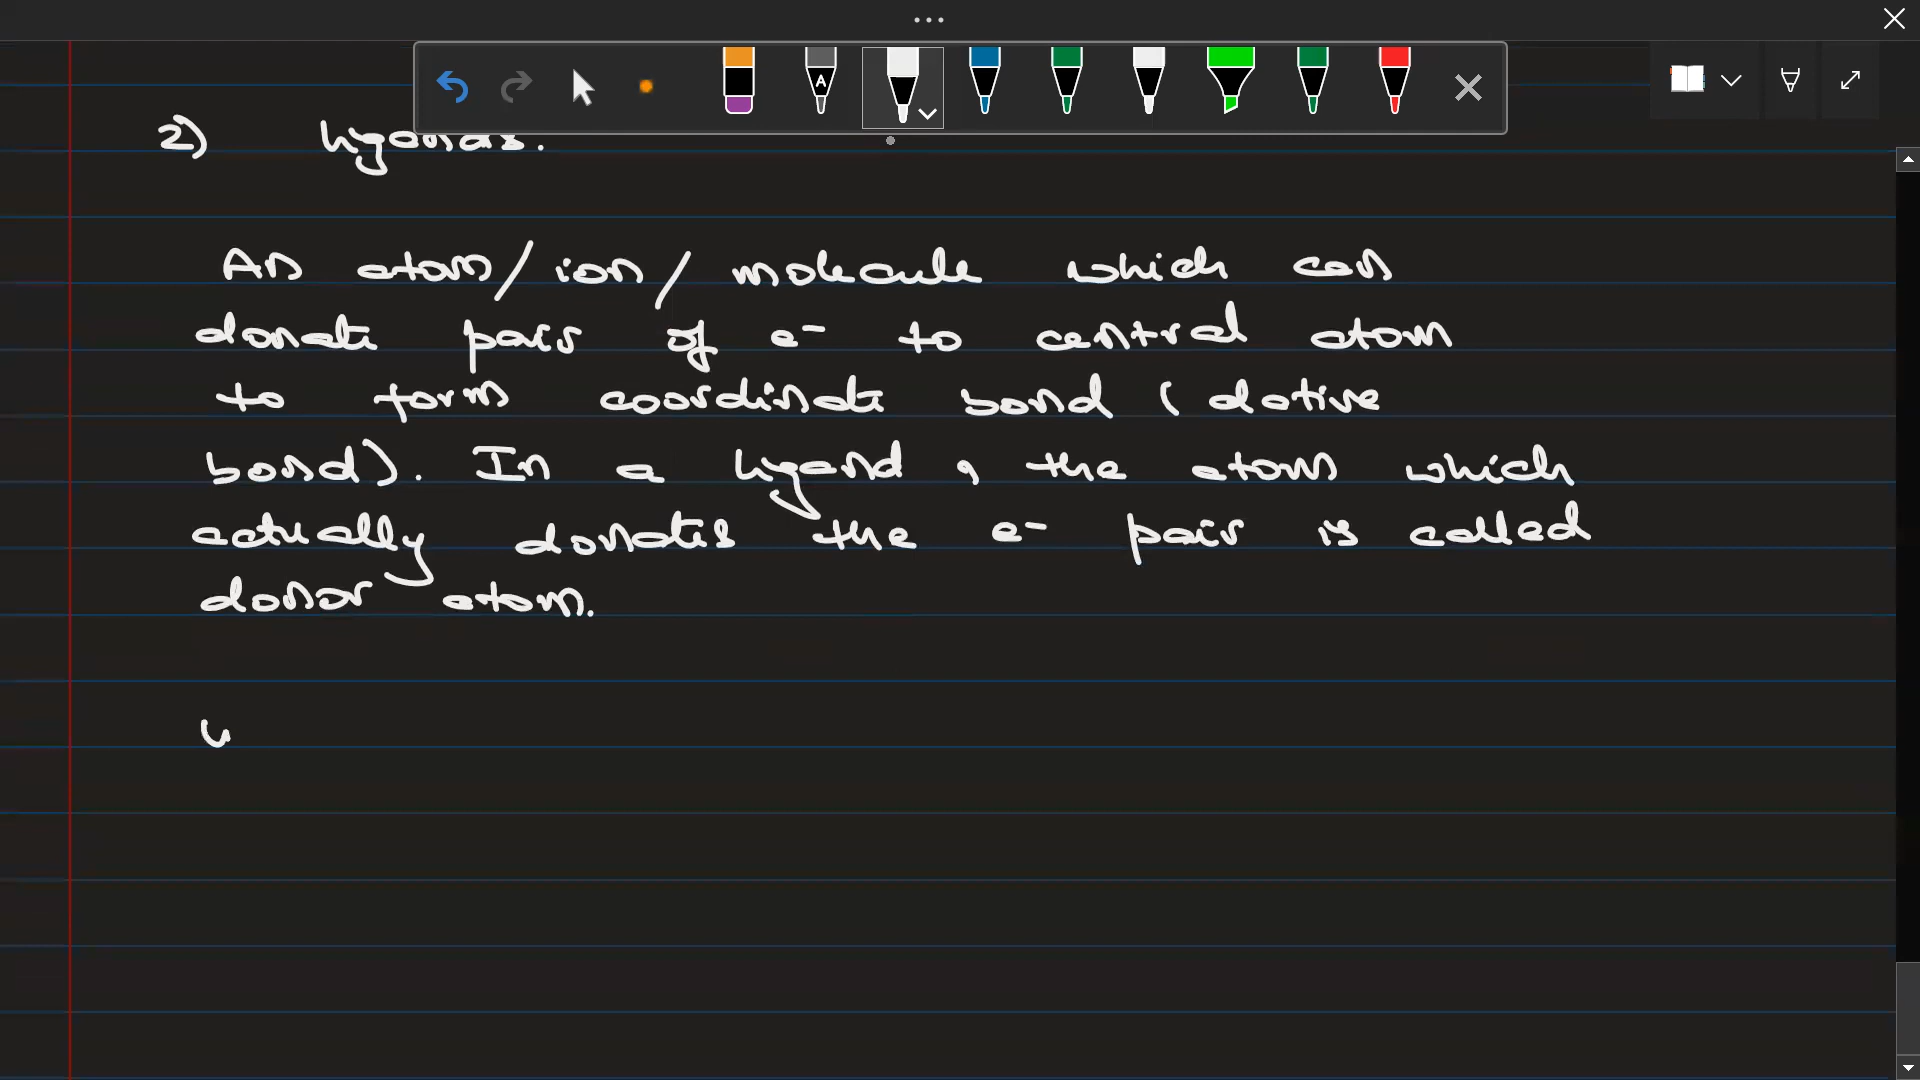 2) Ligands.
An atom/ion/molecule which can
donate pair of e- to central atom
to form coordinate bond (dative
bond). In a ligand, the atom which
actually donates the e- pair is called
donor atom.